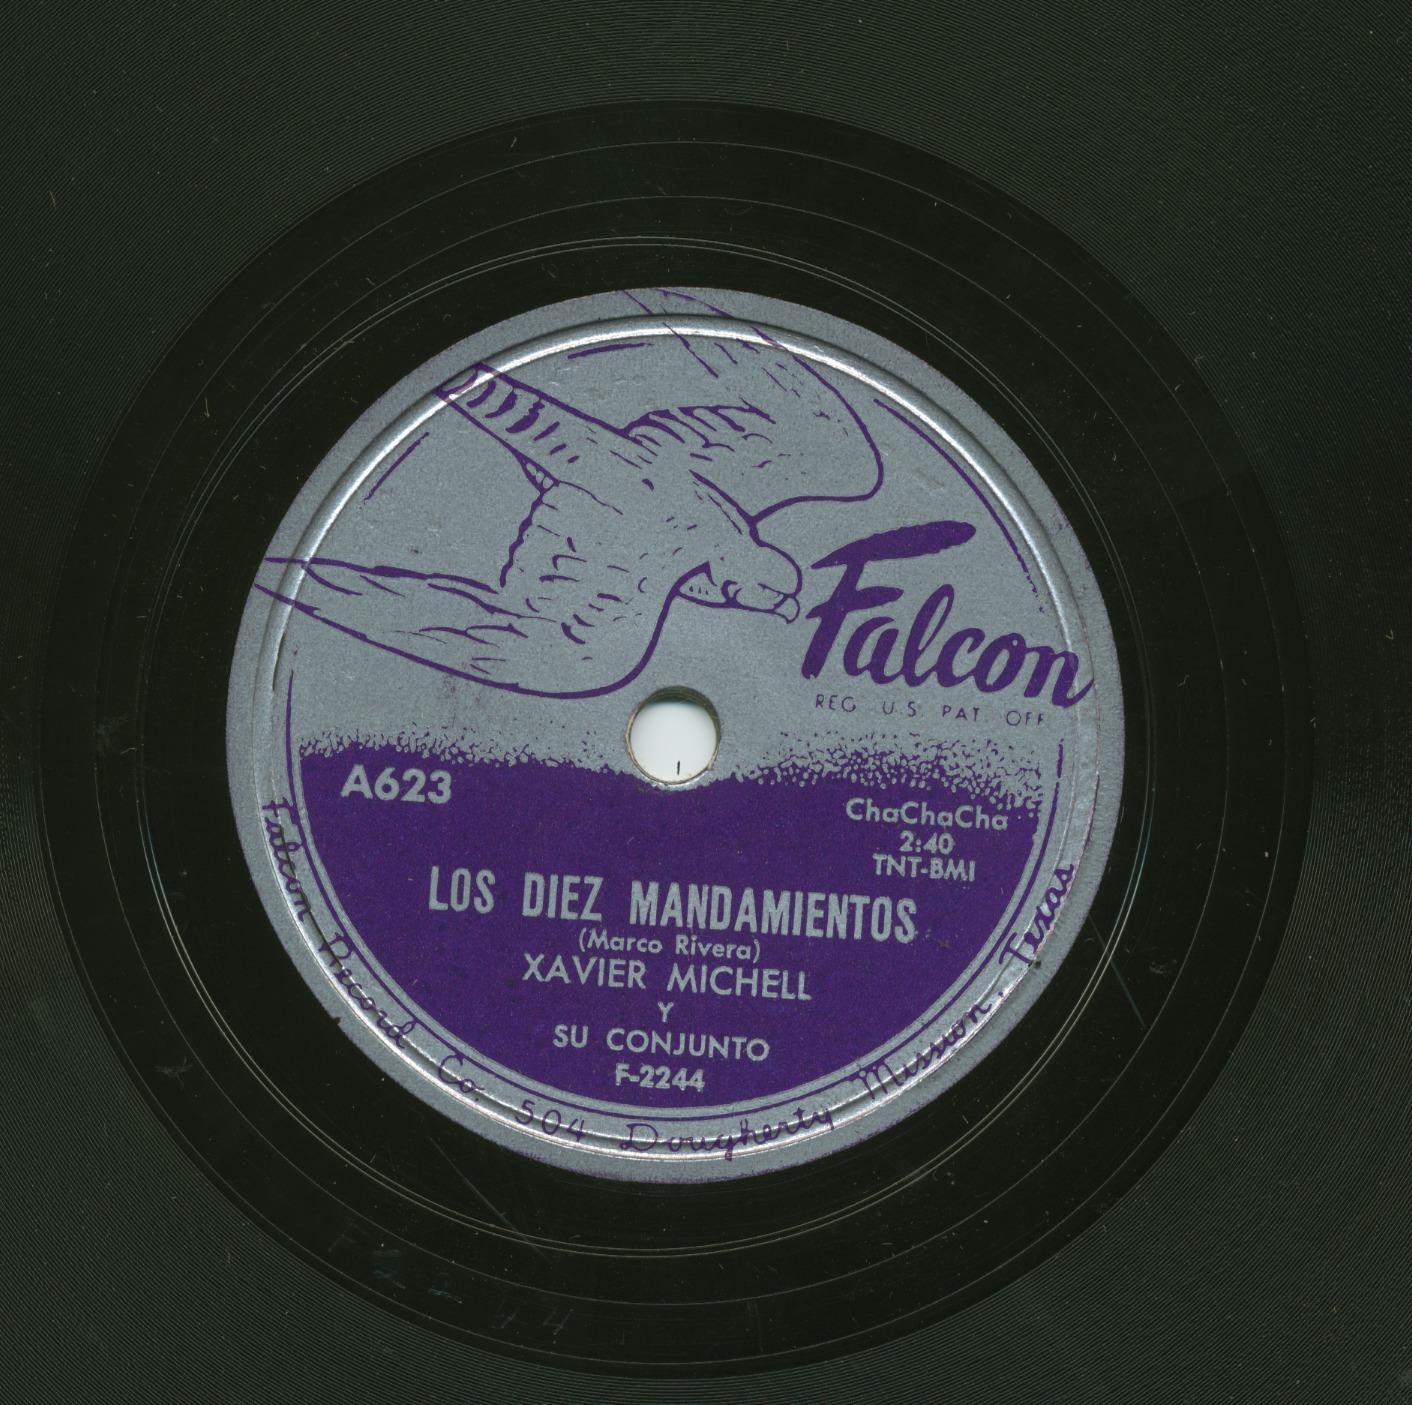 Falcon
REG. U.S. PAT. OFF.
A623
ChaChaCha
2:40
TNT-BMI
LOS DIEZ MANDAMIENTOS
(Marco Rivera)
XAVIER MICHELL
Y
SU CONJUNTO
F-2244
Falcon Record Co. 504 Dougherty Mission, Texas
F 2244